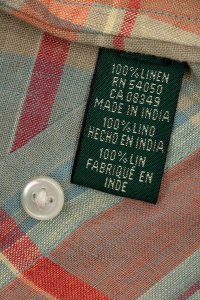 100% LINEN
RN 54050
CA 08349
MADE IN INDIA
100% LINO
HECHO EN INDIA
100% LIN
FABRIQUÉ EN
INDE